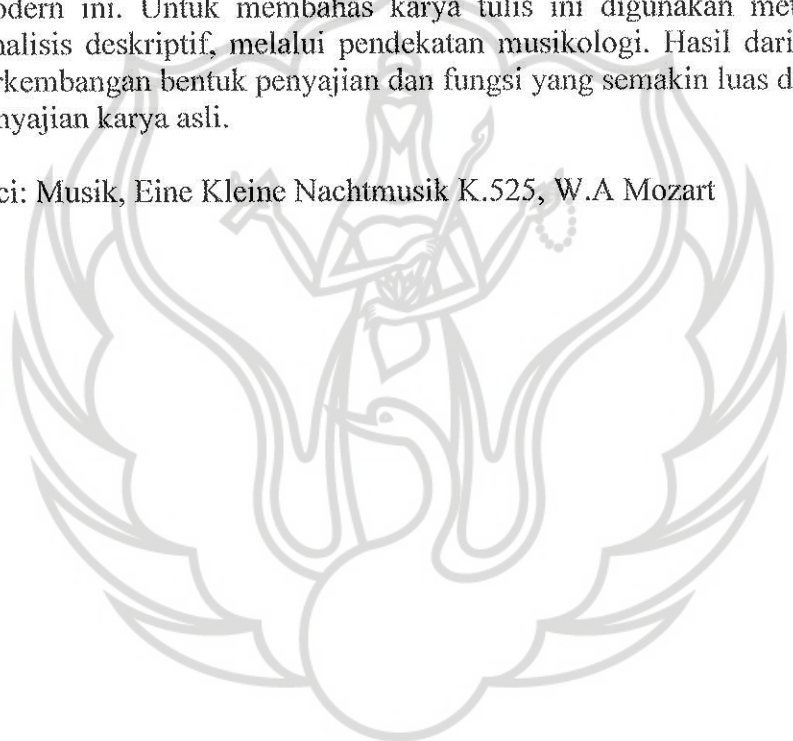 odern ini. Untuk membahas karya tulis ini digunakan met
nalisis deskriptif, melalui pendekatan musikologi. Hasil dari
rkembangan bentuk penyajian dan fungsi yang semakin luas d
nyajian karya asli.
ci: Musik, Eine Kleine Nachtmusik K.525, W.A Mozart